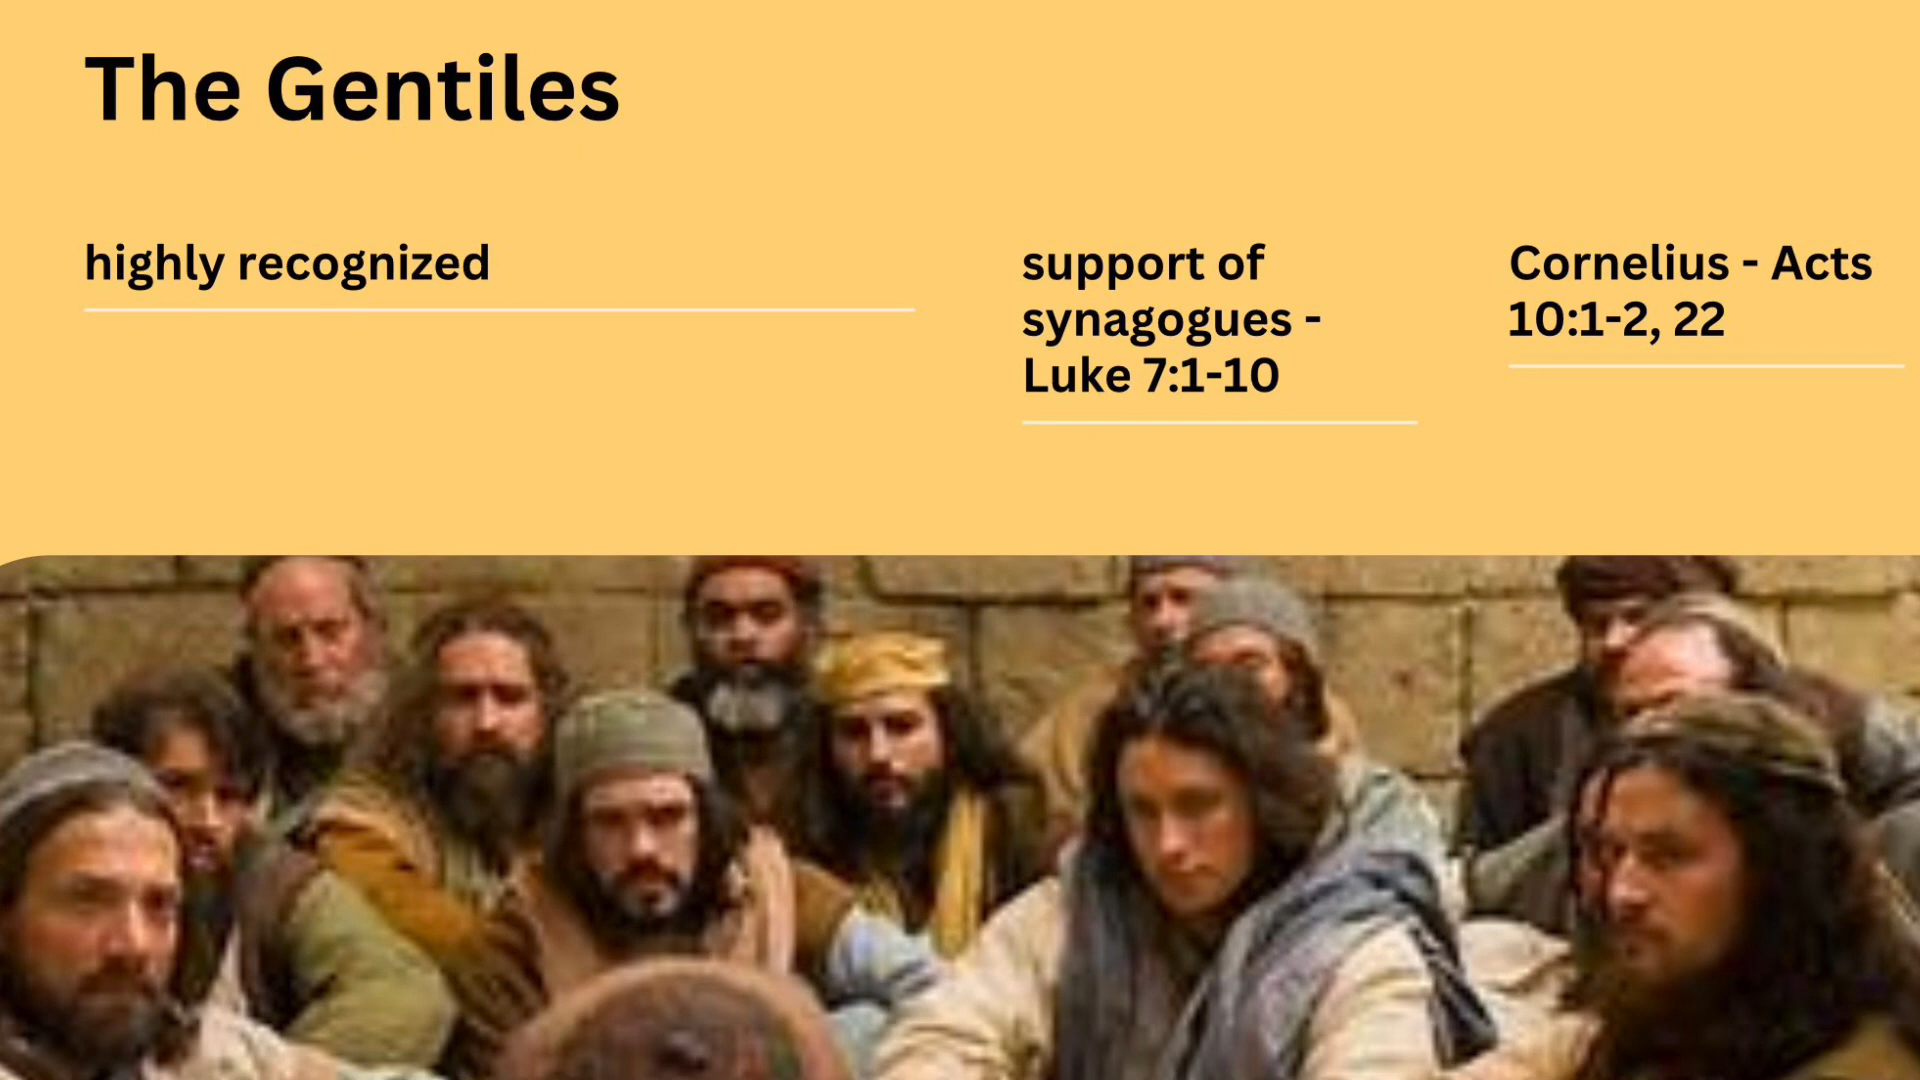 The Gentiles
highly recognized
support of
synagogues -
Luke 7:1-10
Cornelius - Acts
10:1-2, 22